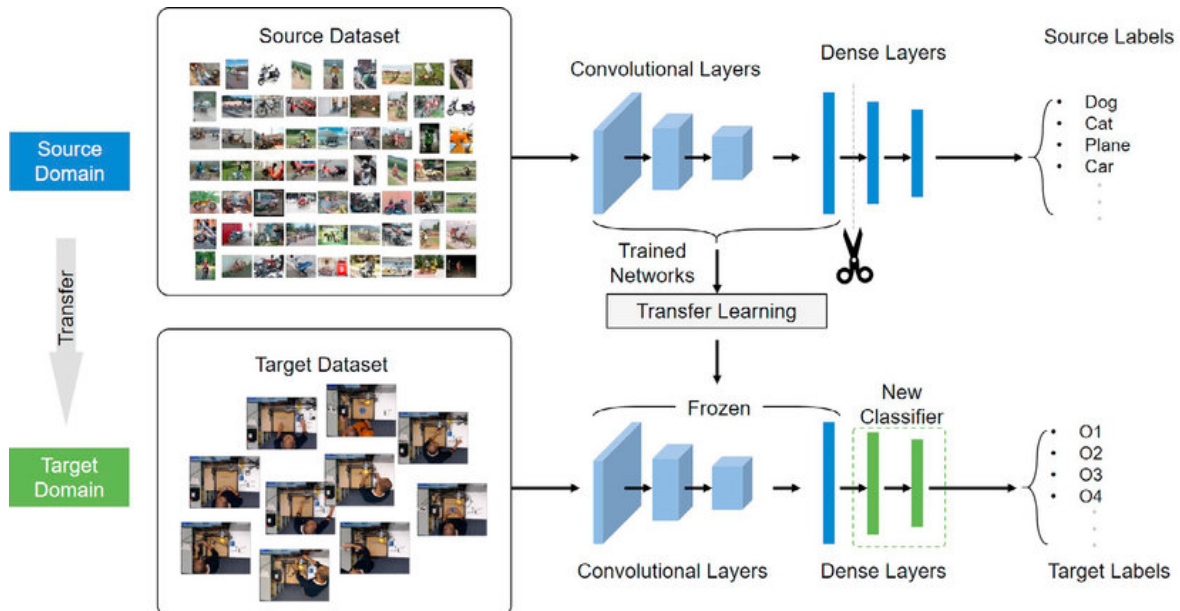 Source Dataset
Convolutional Layers
Dense Layers
Source Labels
• Dog
• Cat
• Plane
• Car
Source
Domain
Trained
Networks
Transfer Learning
Transfer
Target Dataset
Frozen
New
Classifier
Target
Domain
• O1
• O2
• O3
• O4
Convolutional Layers
Dense Layers
Target Labels